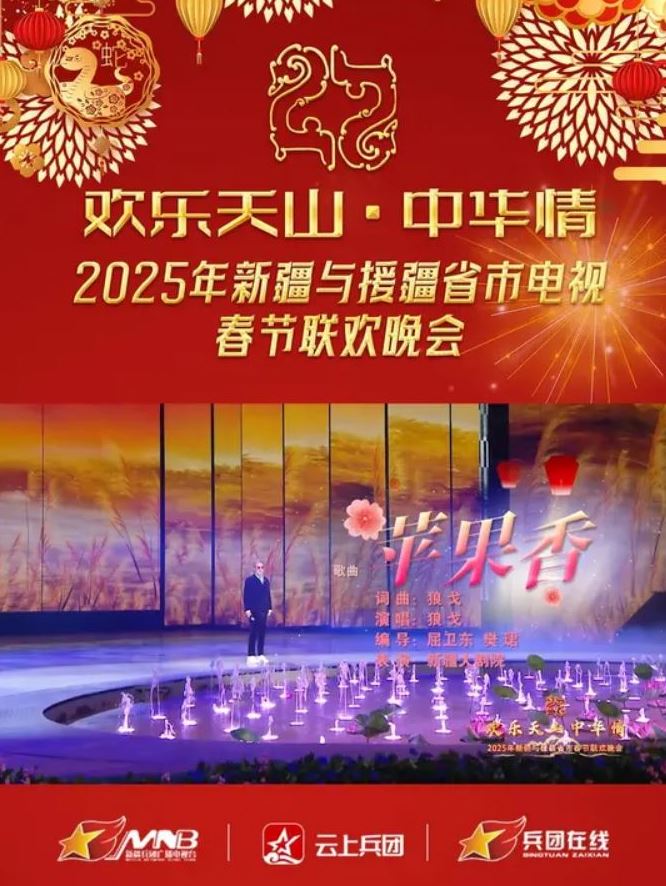 蛇
欢乐天山·中华情
2025年新疆与援疆省市电视
春节联欢晚会
歌曲 苹果香
词曲：狼戈
演唱：狼戈
编导：屈卫东 樊珺
表演：新疆大剧院
欢乐天山中华情
2025年新疆与援疆省市春节联欢晚会
MNB
新疆兵团广播电视台
云上兵团
兵团在线
BINGTUAN ZAIXIAN